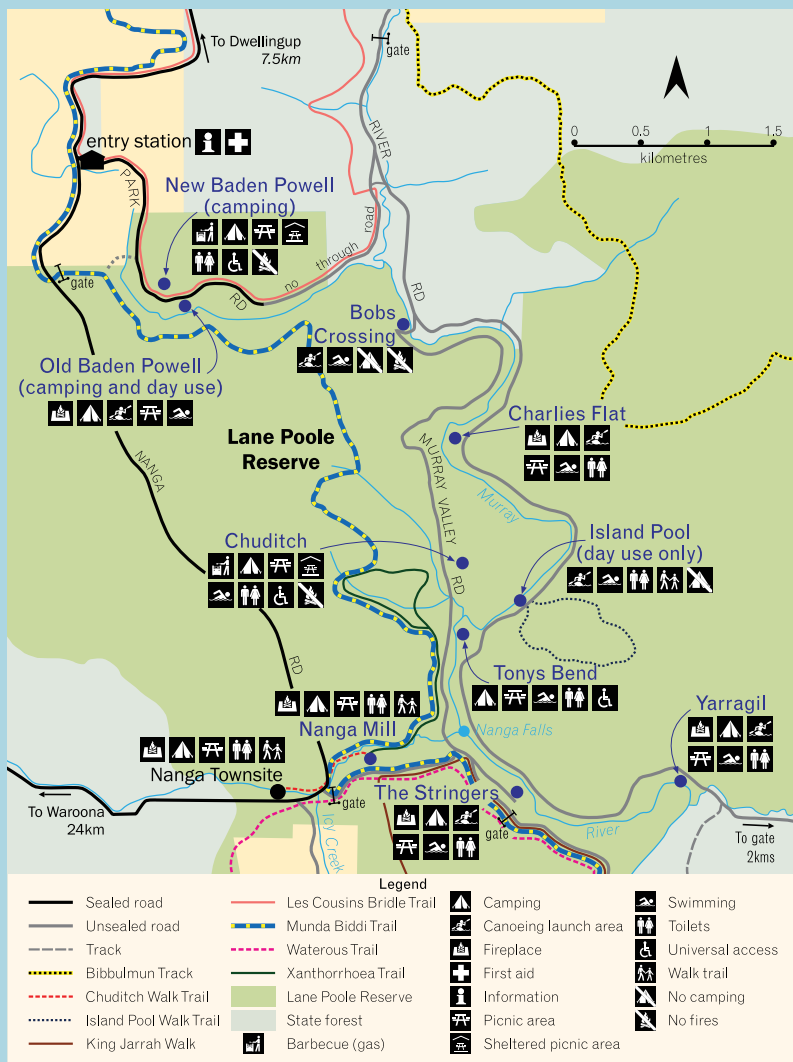 To Dwellingup
7.5km
gate
entry station
RIVER
0 0.5 1 1.5
kilometres
PARK
New Baden Powell
(camping)
no through road
RD
gate
RD
Bobs
Crossing
Old Baden Powell
(camping and day use)
Charlies Flat
Lane Poole
Reserve
NANGA
MURRAY VALLEY
Murray
Island Pool
(day use only)
Chuditch
RD
RD
Tonys Bend
Nanga Mill
Nanga Falls
Yarragil
Nanga Townsite
The Stringers
To Waroona
24km
gate
Icy Creek
gate
River
To gate
2kms
Legend
Sealed road
Unsealed road
Track
Bibbulmun Track
Chuditch Walk Trail
Island Pool Walk Trail
King Jarrah Walk
Les Cousins Bridle Trail
Munda Biddi Trail
Waterous Trail
Xanthorrhoea Trail
Lane Poole Reserve
State forest
Barbecue (gas)
Camping
Canoeing launch area
Fireplace
First aid
Information
Picnic area
Sheltered picnic area
Swimming
Toilets
Universal access
Walk trail
No camping
No fires